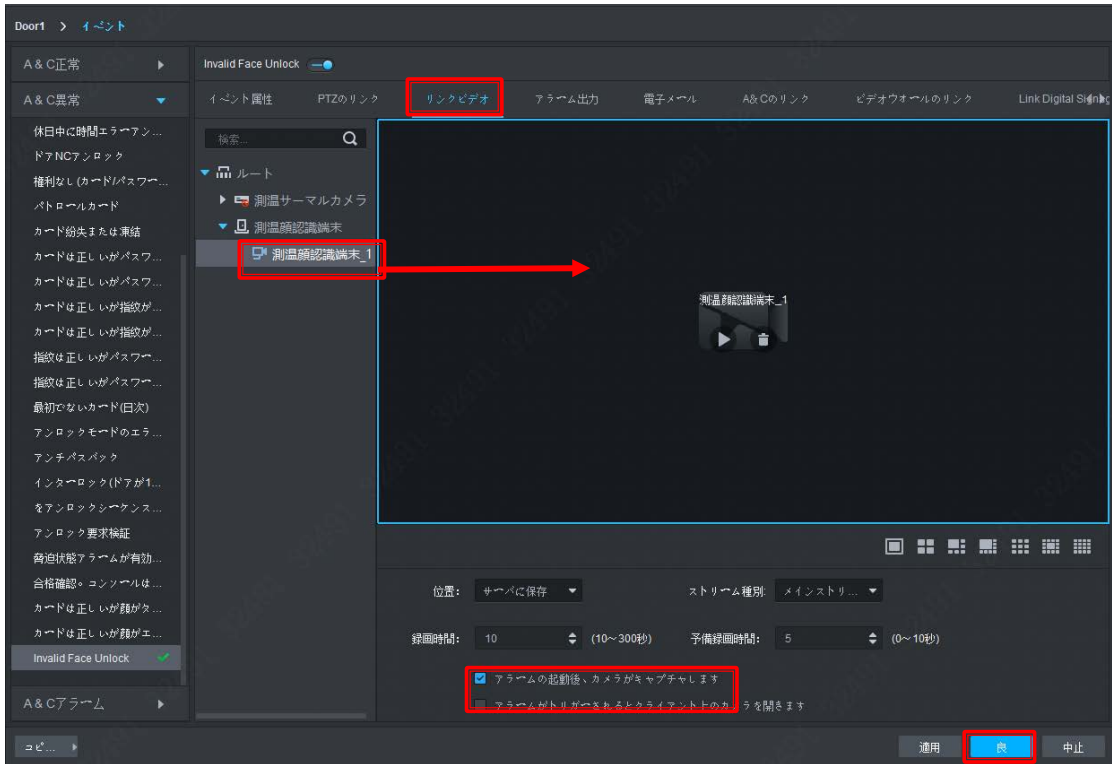 Door1 > イベント
A & C正常
Invalid Face Unlock
A & C異常
イベント属性 PTZのリンク リンクビデオ アラーム出力 電子メール A& Cのリンク ビデオウオールのリンク Link Digital Signag
休日中に時間エラーアン...
検索...
ドアNCアンロック
ルート
権利なし(カード/パスワー...
測温サーマルカメラ
パトロールカード
測温顔認識端末
カード紛失または凍結
測温顔認識端末_1
カードは正しいがパスワ...
カードは正しいがパスワ...
カードは正しいが指紋が...
測温顔認識端末_1
カードは正しいが指紋が...
指紋は正しいがパスワー...
指紋は正しいがパスワー...
最初でないカード(日次)
アンロックモードのエラ...
アンチパスバック
インターロック(ドアが1...
をアンロックシーケンス...
アンロック要求検証
脅迫状態アラームが有効...
合格確認。コンソールは...
位置: サーバに保存 ストリーム種別: メインストリ...
カードは正しいが顔がタ...
カードは正しいが顔がエ...
録画時間: 10 (10~300秒) 予備録画時間: 5 (0~10秒)
Invalid Face Unlock
アラームの起動後、カメラがキャプチャします
A & Cアラーム
アラームがトリガーされるとクライアント上のカメラを開きます
コピ... 適用 良 中止